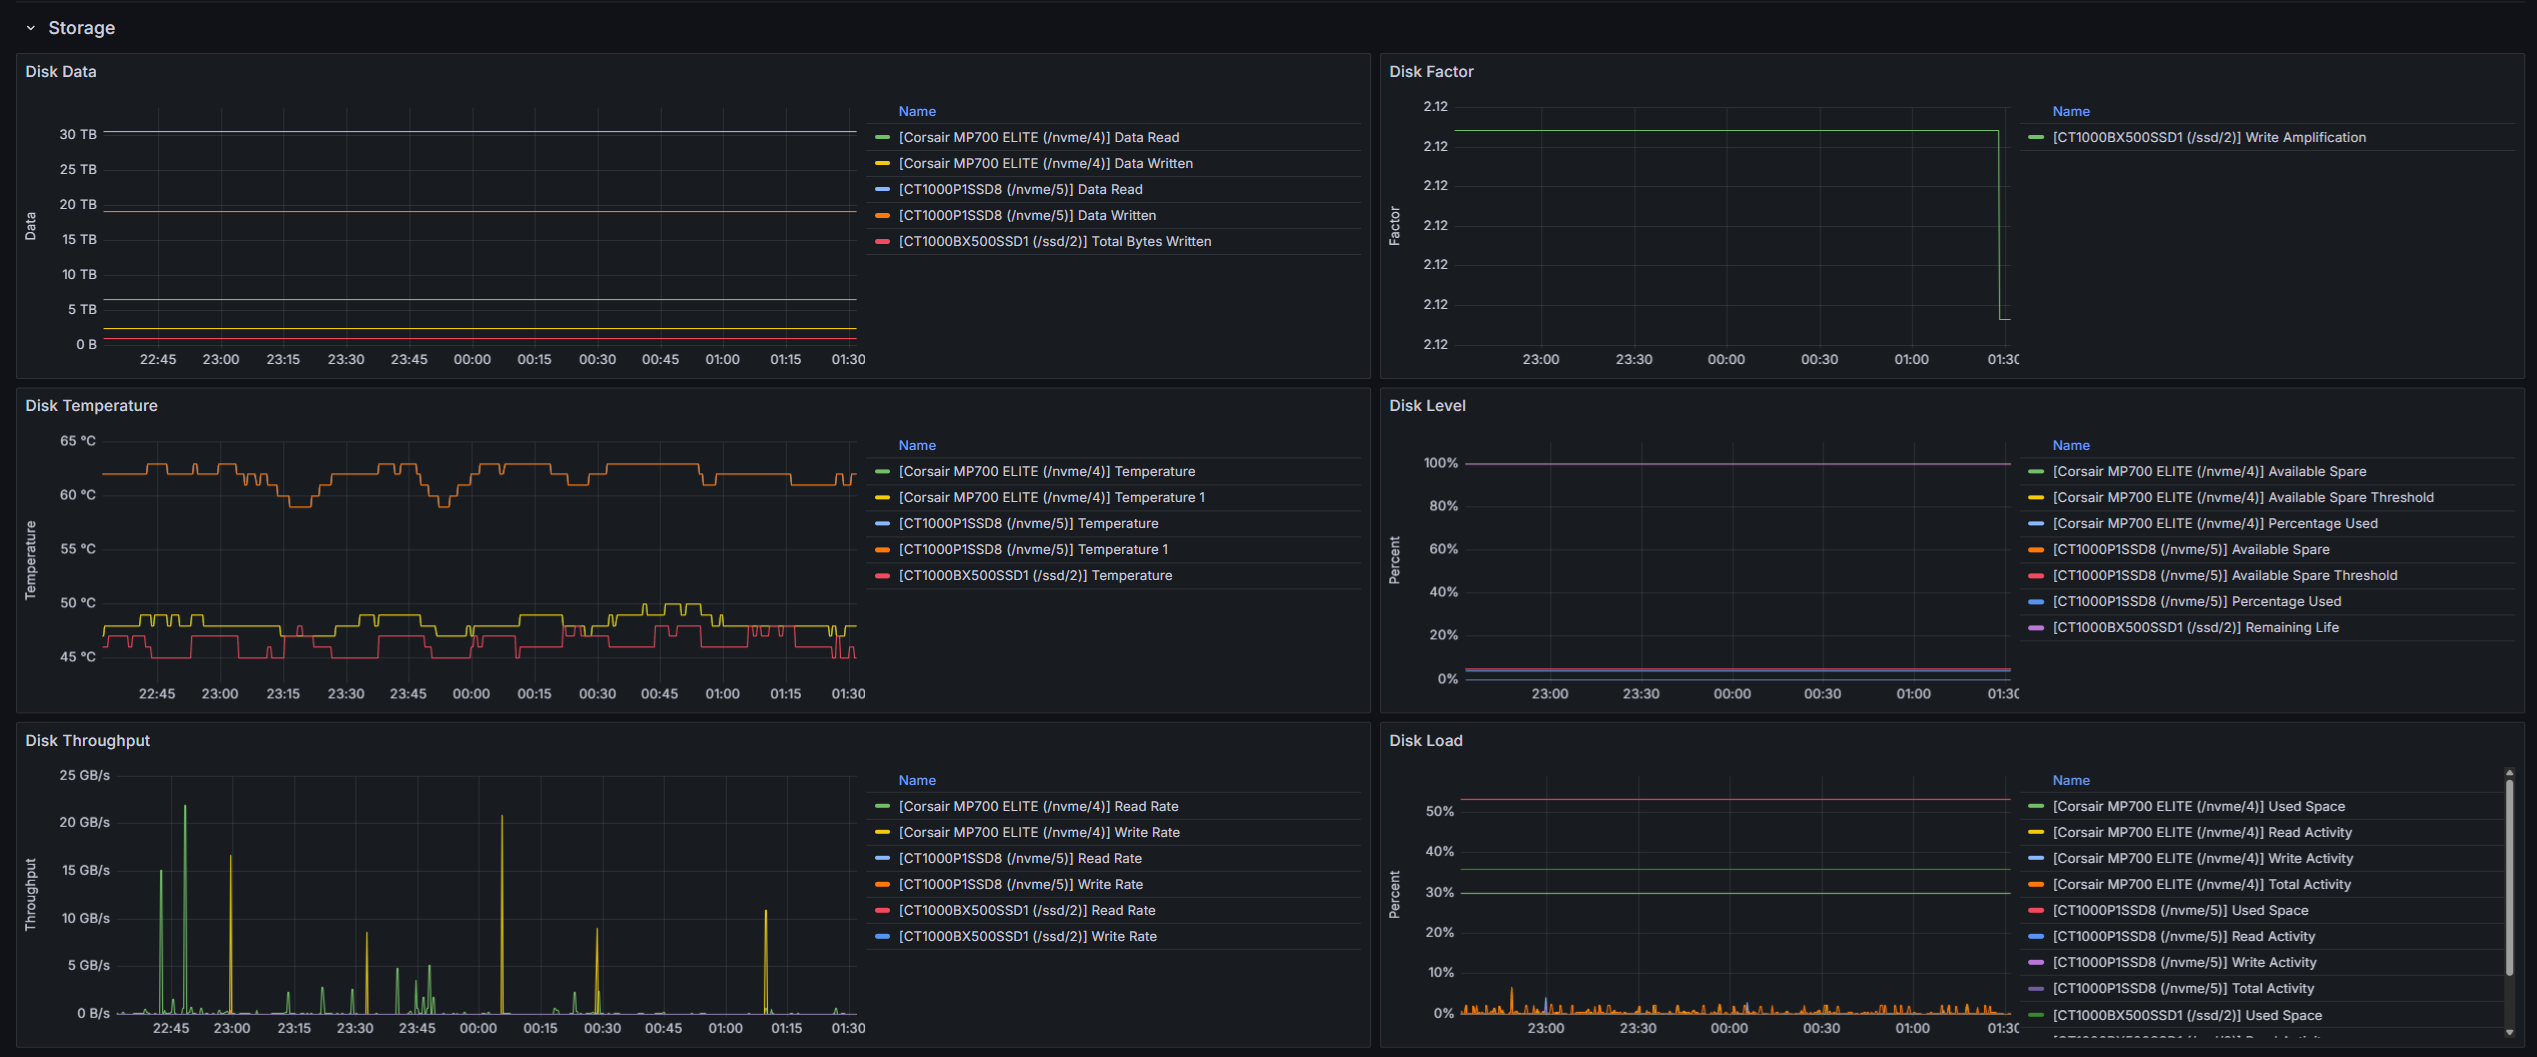 Storage
Disk Data
Data
30 TB
25 TB
20 TB
15 TB
10 TB
5 TB
0 B
22:45 23:00 23:15 23:30 23:45 00:00 00:15 00:30 00:45 01:00 01:15 01:30
Name
[Corsair MP700 ELITE (/nvme/4)] Data Read
[Corsair MP700 ELITE (/nvme/4)] Data Written
[CT1000P1SSD8 (/nvme/5)] Data Read
[CT1000P1SSD8 (/nvme/5)] Data Written
[CT1000BX500SSD1 (/ssd/2)] Total Bytes Written
Disk Factor
Factor
2.12
2.12
2.12
2.12
2.12
2.12
2.12
23:00 23:30 00:00 00:30 01:00 01:30
Name
[CT1000BX500SSD1 (/ssd/2)] Write Amplification
Disk Temperature
Temperature
65 °C
60 °C
55 °C
50 °C
45 °C
22:45 23:00 23:15 23:30 23:45 00:00 00:15 00:30 00:45 01:00 01:15 01:30
Name
[Corsair MP700 ELITE (/nvme/4)] Temperature
[Corsair MP700 ELITE (/nvme/4)] Temperature 1
[CT1000P1SSD8 (/nvme/5)] Temperature
[CT1000P1SSD8 (/nvme/5)] Temperature 1
[CT1000BX500SSD1 (/ssd/2)] Temperature
Disk Level
Percent
100%
80%
60%
40%
20%
0%
23:00 23:30 00:00 00:30 01:00 01:30
Name
[Corsair MP700 ELITE (/nvme/4)] Available Spare
[Corsair MP700 ELITE (/nvme/4)] Available Spare Threshold
[Corsair MP700 ELITE (/nvme/4)] Percentage Used
[CT1000P1SSD8 (/nvme/5)] Available Spare
[CT1000P1SSD8 (/nvme/5)] Available Spare Threshold
[CT1000P1SSD8 (/nvme/5)] Percentage Used
[CT1000BX500SSD1 (/ssd/2)] Remaining Life
Disk Throughput
Throughput
25 GB/s
20 GB/s
15 GB/s
10 GB/s
5 GB/s
0 B/s
22:45 23:00 23:15 23:30 23:45 00:00 00:15 00:30 00:45 01:00 01:15 01:30
Name
[Corsair MP700 ELITE (/nvme/4)] Read Rate
[Corsair MP700 ELITE (/nvme/4)] Write Rate
[CT1000P1SSD8 (/nvme/5)] Read Rate
[CT1000P1SSD8 (/nvme/5)] Write Rate
[CT1000BX500SSD1 (/ssd/2)] Read Rate
[CT1000BX500SSD1 (/ssd/2)] Write Rate
Disk Load
Percent
50%
40%
30%
20%
10%
0%
23:00 23:30 00:00 00:30 01:00 01:30
Name
[Corsair MP700 ELITE (/nvme/4)] Used Space
[Corsair MP700 ELITE (/nvme/4)] Read Activity
[Corsair MP700 ELITE (/nvme/4)] Write Activity
[Corsair MP700 ELITE (/nvme/4)] Total Activity
[CT1000P1SSD8 (/nvme/5)] Used Space
[CT1000P1SSD8 (/nvme/5)] Read Activity
[CT1000P1SSD8 (/nvme/5)] Write Activity
[CT1000P1SSD8 (/nvme/5)] Total Activity
[CT1000BX500SSD1 (/ssd/2)] Used Space